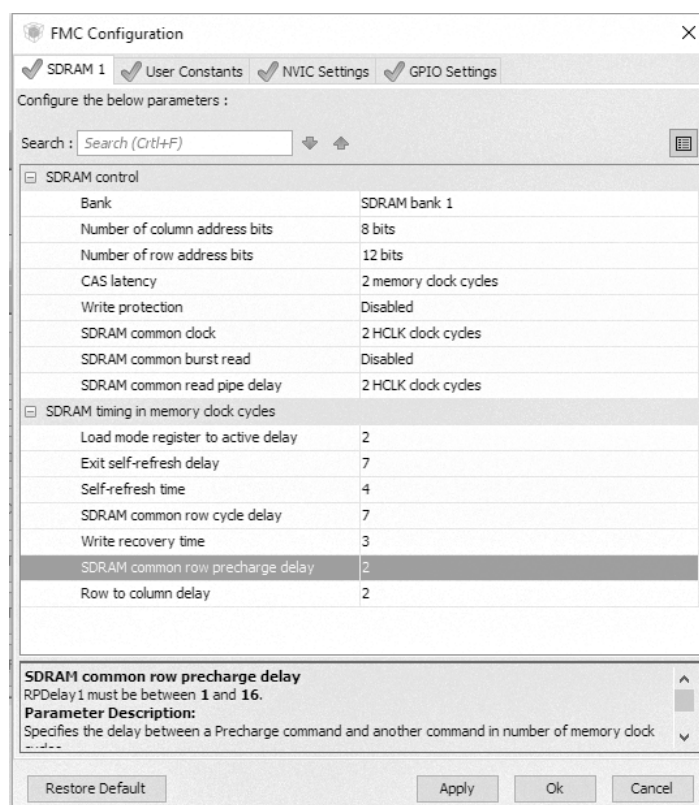 FMC Configuration
SDRAM 1 User Constants NVIC Settings GPIO Settings
Configure the below parameters :
Search : Search (Crtl+F)
SDRAM control
Bank SDRAM bank 1
Number of column address bits 8 bits
Number of row address bits 12 bits
CAS latency 2 memory clock cycles
Write protection Disabled
SDRAM common clock 2 HCLK clock cycles
SDRAM common burst read Disabled
SDRAM common read pipe delay 2 HCLK clock cycles
SDRAM timing in memory clock cycles
Load mode register to active delay 2
Exit self-refresh delay 7
Self-refresh time 4
SDRAM common row cycle delay 7
Write recovery time 3
SDRAM common row precharge delay 2
Row to column delay 2
SDRAM common row precharge delay
RPDelay1 must be between 1 and 16.
Parameter Description:
Specifies the delay between a Precharge command and another command in number of memory clock
Restore Default Apply Ok Cancel